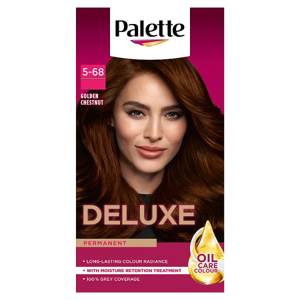 Palette
5-68
GOLDEN
CHESTNUT
DELUXE
PERMANENT
• LONG-LASTING COLOUR RADIANCE
• WITH MOISTURE RETENTION TREATMENT
• 100% GREY COVERAGE
OIL
CARE
COLOUR